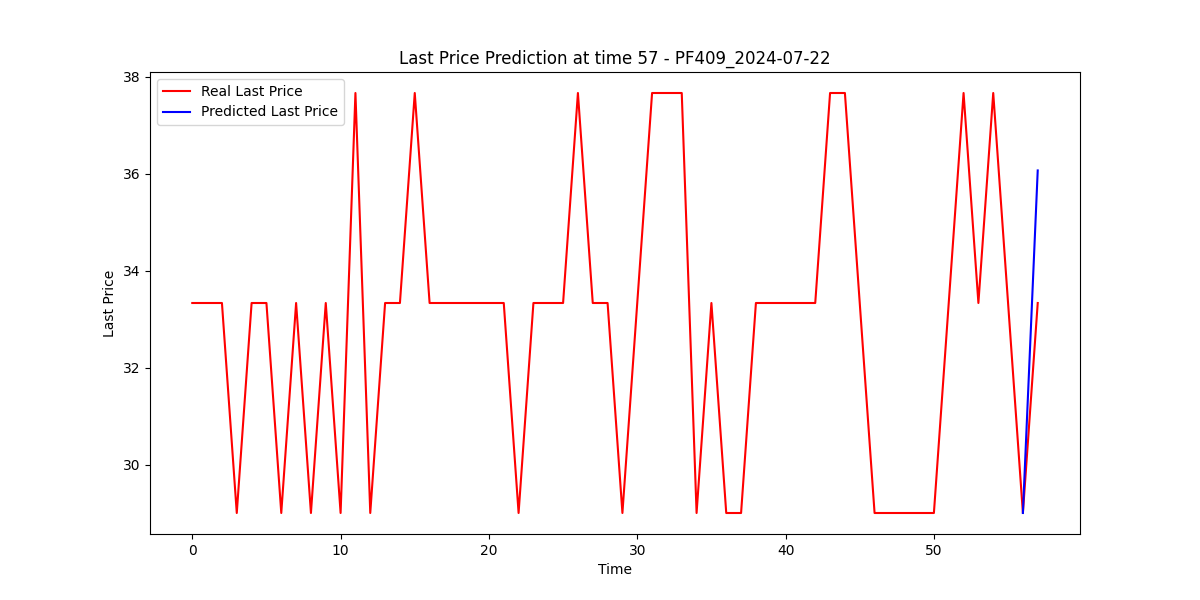 Last Price Prediction at time 57 - PF409_2024-07-22
Real Last Price
Predicted Last Price
38
36
34
32
30
Last Price
0 10 20 30 40 50
Time